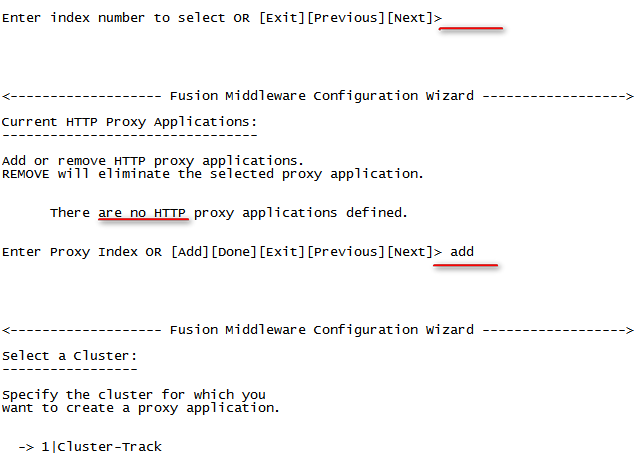 Enter index number to select OR [Exit][Previous][Next]>
<------------------- Fusion Middleware Configuration Wizard ------------------>
Current HTTP Proxy Applications:
--------------------------------
Add or remove HTTP proxy applications.
REMOVE will eliminate the selected proxy application.
There are no HTTP proxy applications defined.
Enter Proxy Index OR [Add][Done][Exit][Previous][Next]> add
<------------------- Fusion Middleware Configuration Wizard ------------------>
Select a Cluster:
-----------------
Specify the cluster for which you
want to create a proxy application.
-> 1|Cluster-Track